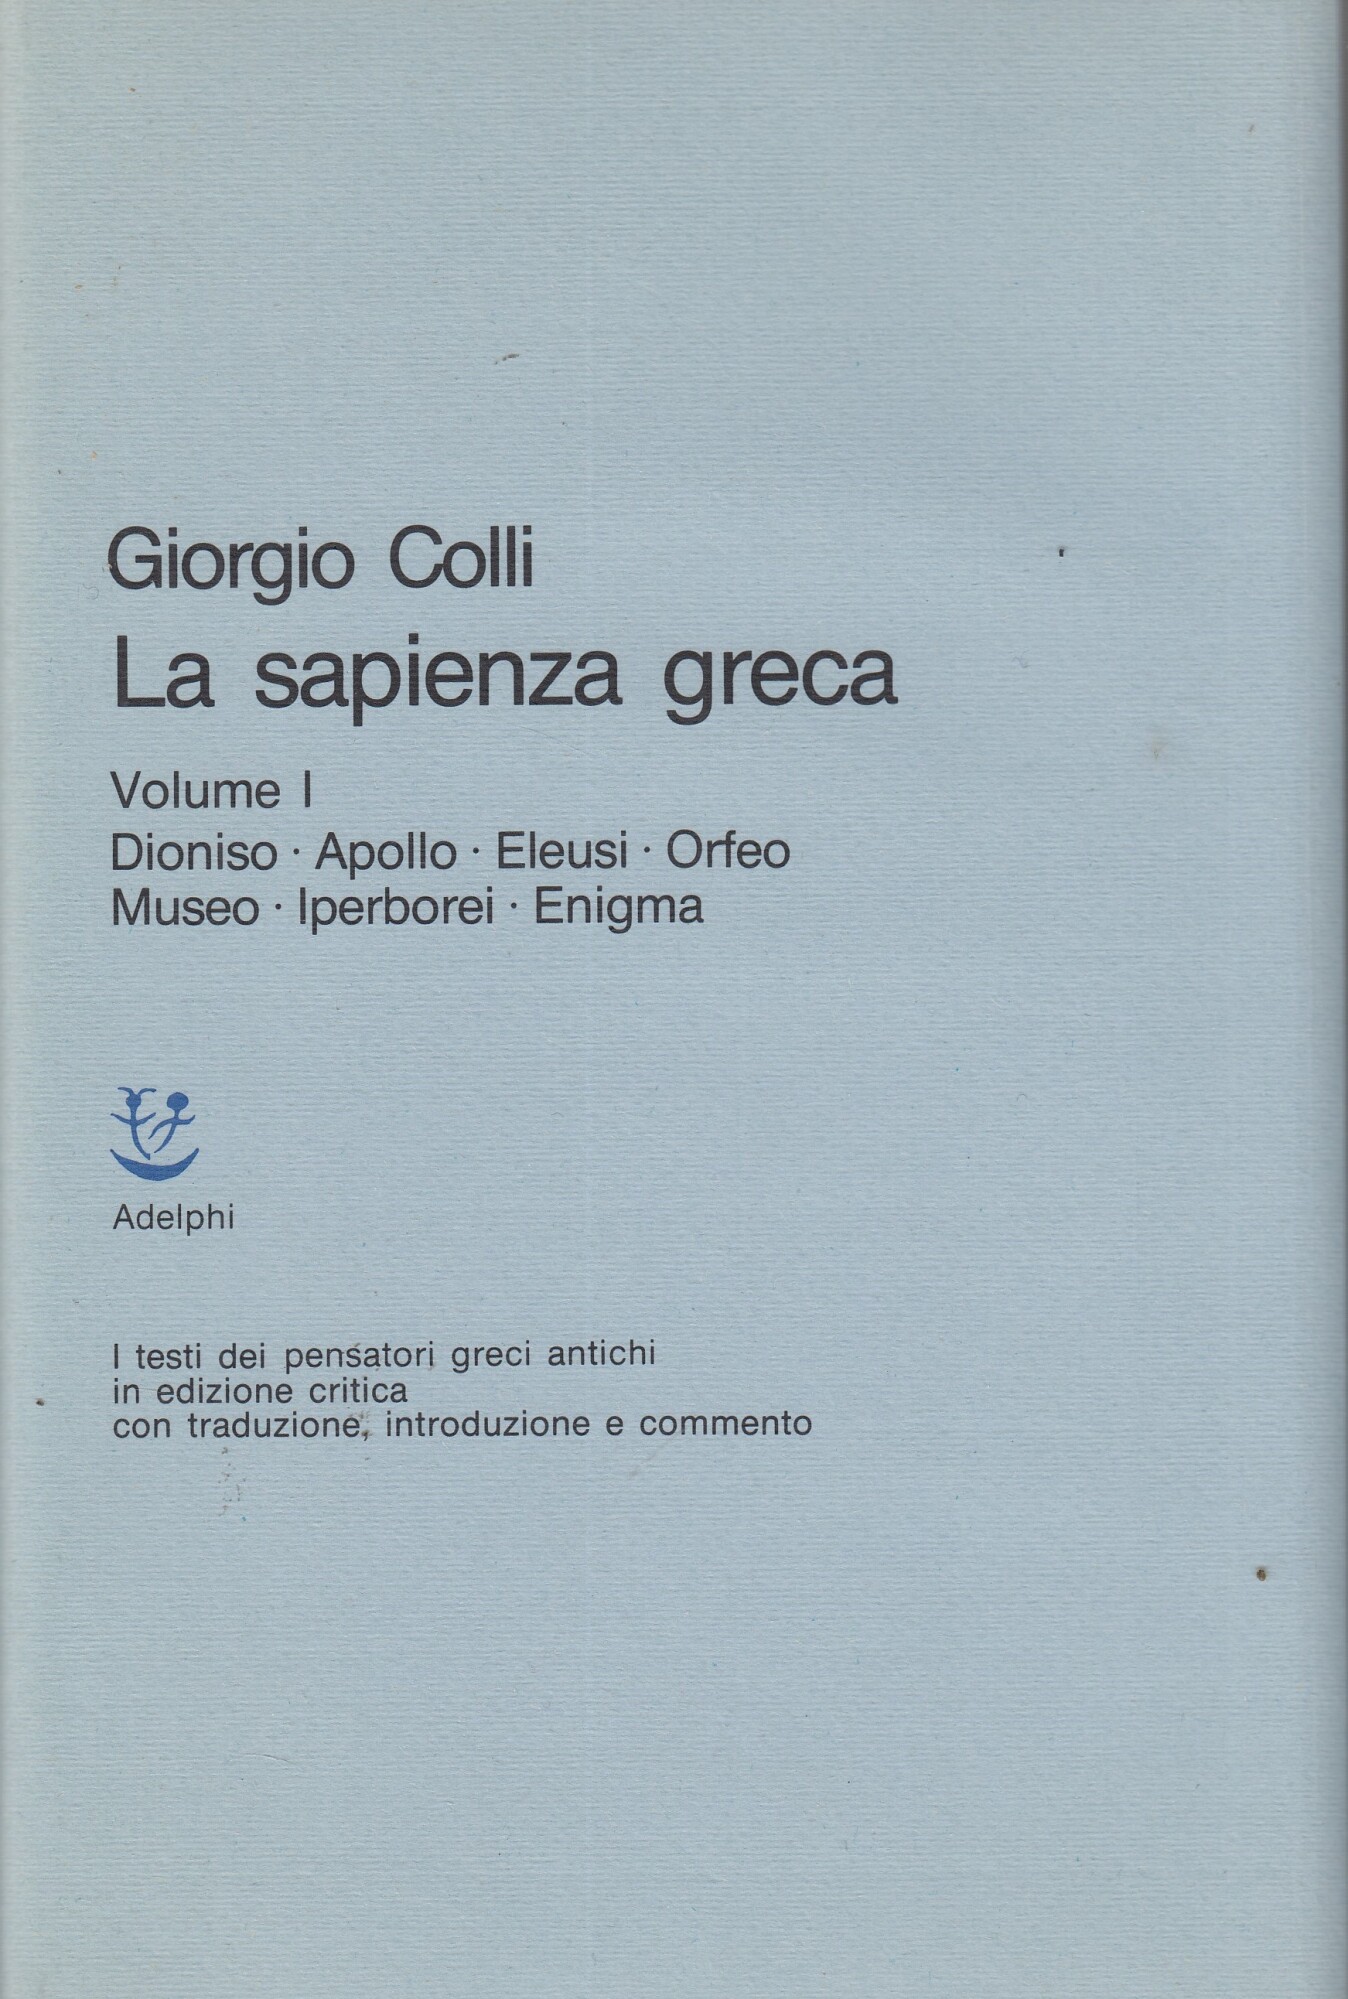 Giorgio Colli
La sapienza greca
Volume I
Dioniso · Apollo · Eleusi · Orfeo
Museo · Iperborei · Enigma
Adelphi
I testi dei pensatori greci antichi
in edizione critica
con traduzione, introduzione e commento